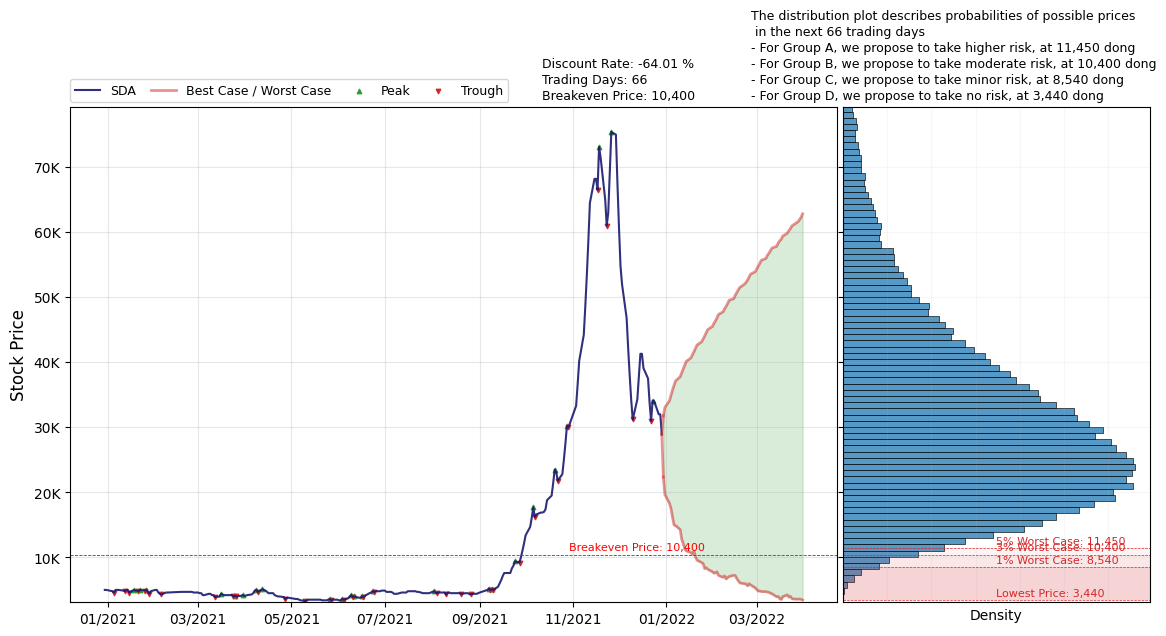 The distribution plot describes probabilities of possible prices
in the next 66 trading days
- For Group A, we propose to take higher risk, at 11,450 dong
- For Group B, we propose to take moderate risk, at 10,400 dong
- For Group C, we propose to take minor risk, at 8,540 dong
- For Group D, we propose to take no risk, at 3,440 dong
Discount Rate: -64.01 %
Trading Days: 66
Breakeven Price: 10,400
SDA Best Case / Worst Case Peak Trough
Stock Price
70K
60K
50K
40K
30K
20K
10K
Breakeven Price: 10,400
5% Worst Case: 11,450
3% Worst Case: 10,400
1% Worst Case: 8,540
Lowest Price: 3,440
01/2021 03/2021 05/2021 07/2021 09/2021 11/2021 01/2022 03/2022
Density